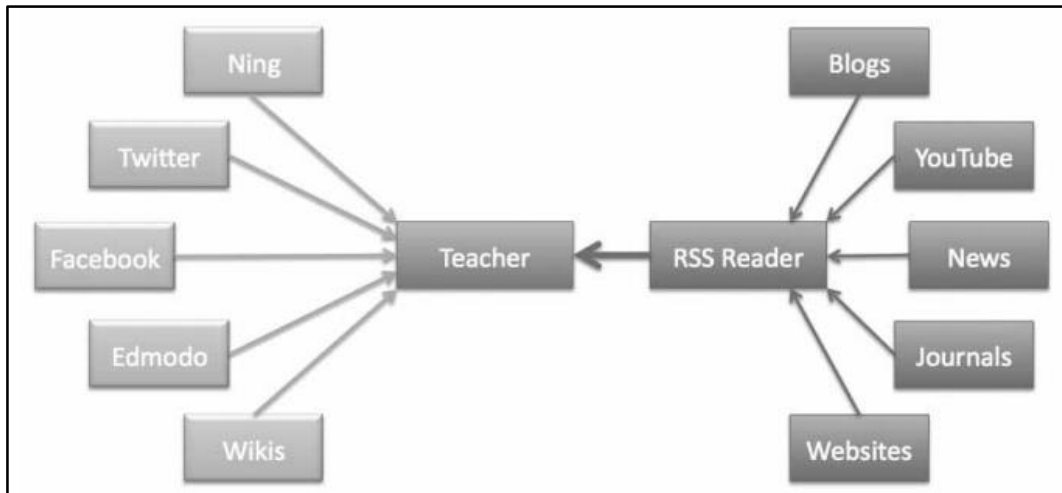 Ning
Twitter
Facebook
Edmodo
Wikis
Teacher
RSS Reader
Blogs
YouTube
News
Journals
Websites